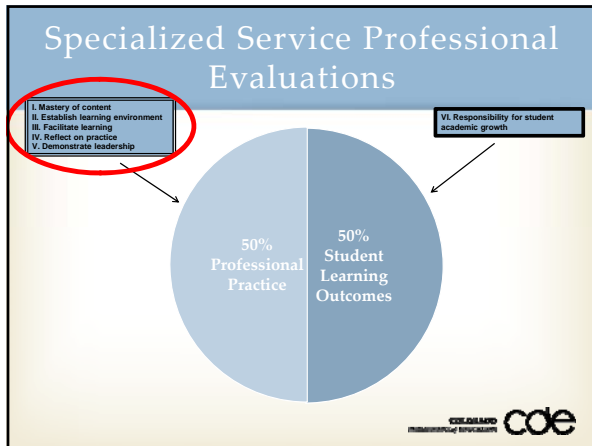 Specialized Service Professional
Evaluations
I. Mastery of content
II. Establish learning environment
III. Facilitate learning
IV. Reflect on practice
V. Demonstrate leadership
VI. Responsibility for student
academic growth
50%
Professional
Practice
50%
Student
Learning
Outcomes
COLORADO
cde